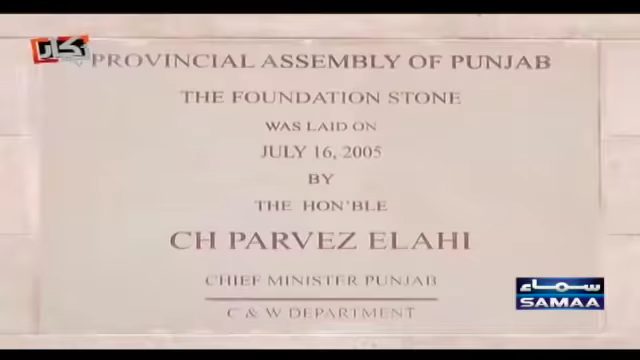 پکار
PROVINCIAL ASSEMBLY OF PUNJAB
THE FOUNDATION STONE
WAS LAID ON
JULY 16, 2005
BY
THE HON'BLE
CH PARVEZ ELAHI
CHIEF MINISTER PUNJAB
C & W DEPARTMENT
سماء
SAMAA